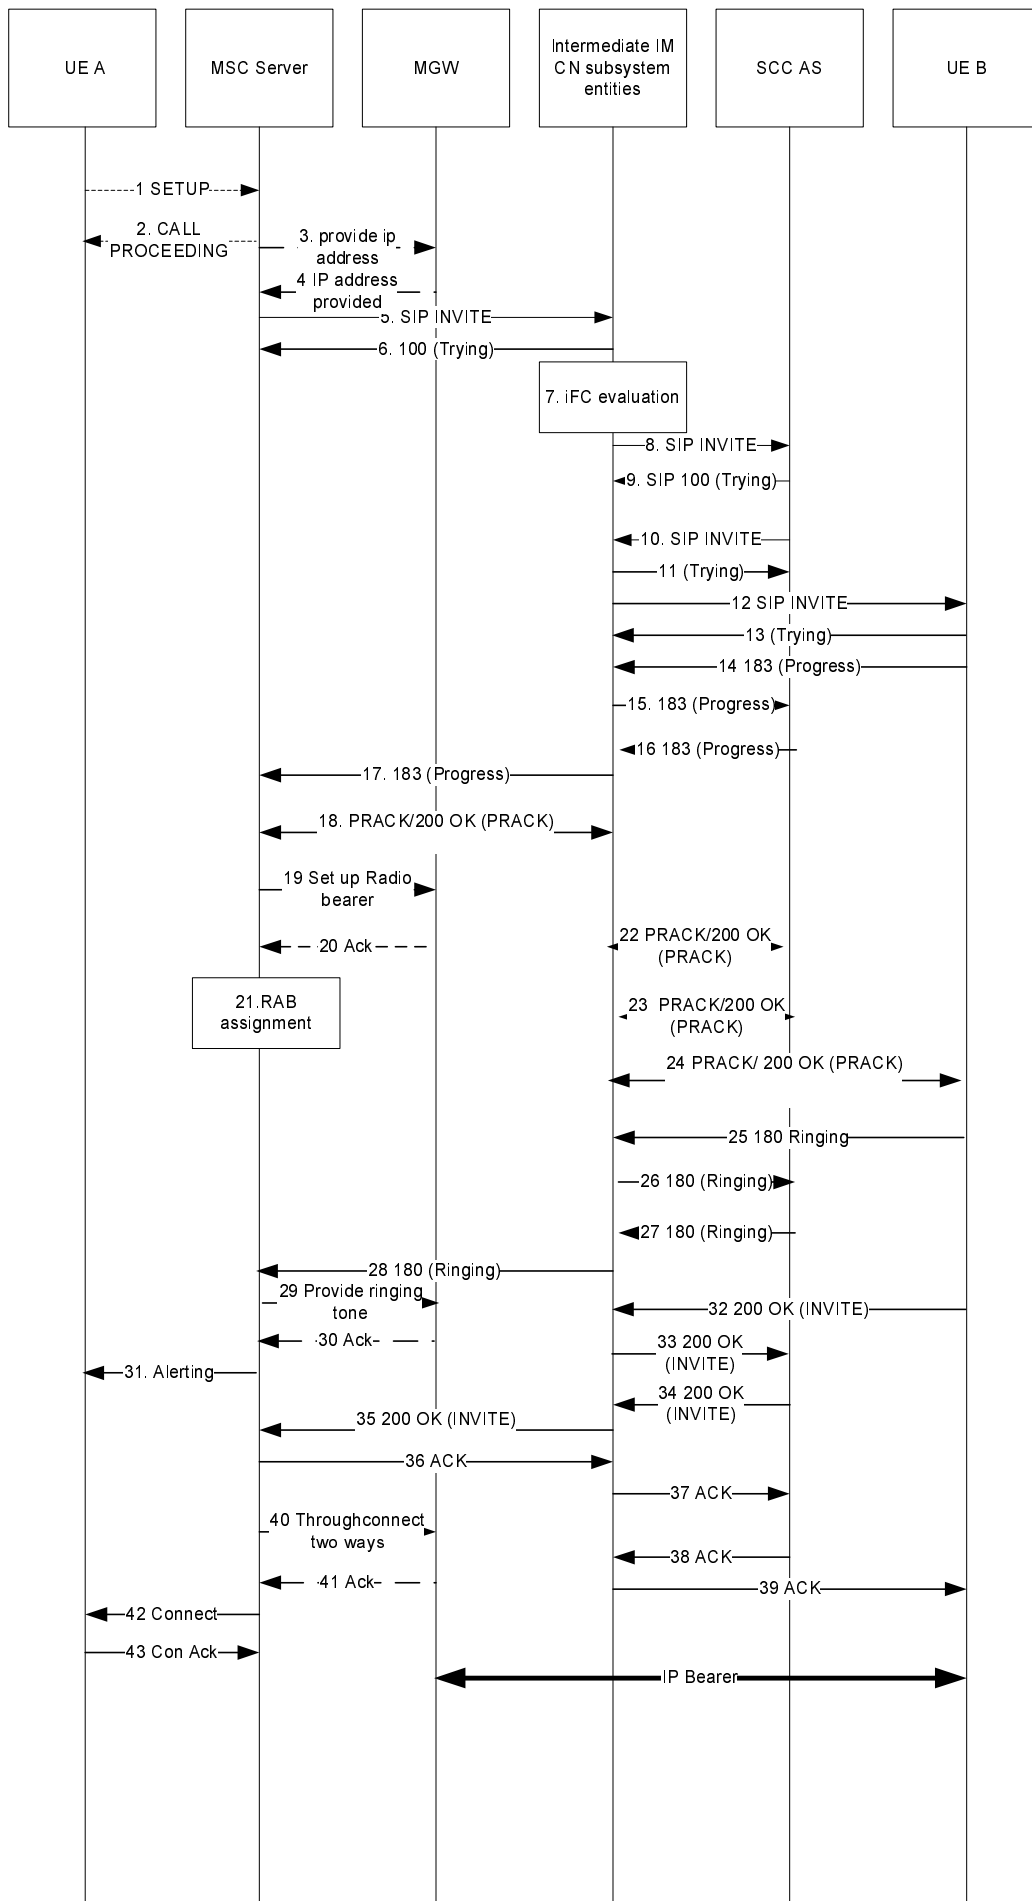 UE A
MSC Server
MGW
Intermediate IM
CN subsystem
entities
SCC AS
UE B
1 SETUP
2. CALL
PROCEEDING
3. provide ip
address
4 IP address
provided
5. SIP INVITE
6. 100 (Trying)
7. iFC evaluation
8. SIP INVITE
9. SIP 100 (Trying)
10. SIP INVITE
11 (Trying)
12 SIP INVITE
13 (Trying)
14 183 (Progress)
15. 183 (Progress)
16 183 (Progress)
17. 183 (Progress)
18. PRACK/200 OK (PRACK)
19 Set up Radio
bearer
20 Ack
22 PRACK/200 OK
(PRACK)
21.RAB
assignment
23 PRACK/200 OK
(PRACK)
24 PRACK/ 200 OK (PRACK)
25 180 Ringing
26 180 (Ringing)
27 180 (Ringing)
28 180 (Ringing)
29 Provide ringing
tone
32 200 OK (INVITE)
30 Ack
33 200 OK
(INVITE)
31. Alerting
34 200 OK
(INVITE)
35 200 OK (INVITE)
36 ACK
37 ACK
40 Throughconnect
two ways
38 ACK
41 Ack
39 ACK
42 Connect
43 Con Ack
IP Bearer